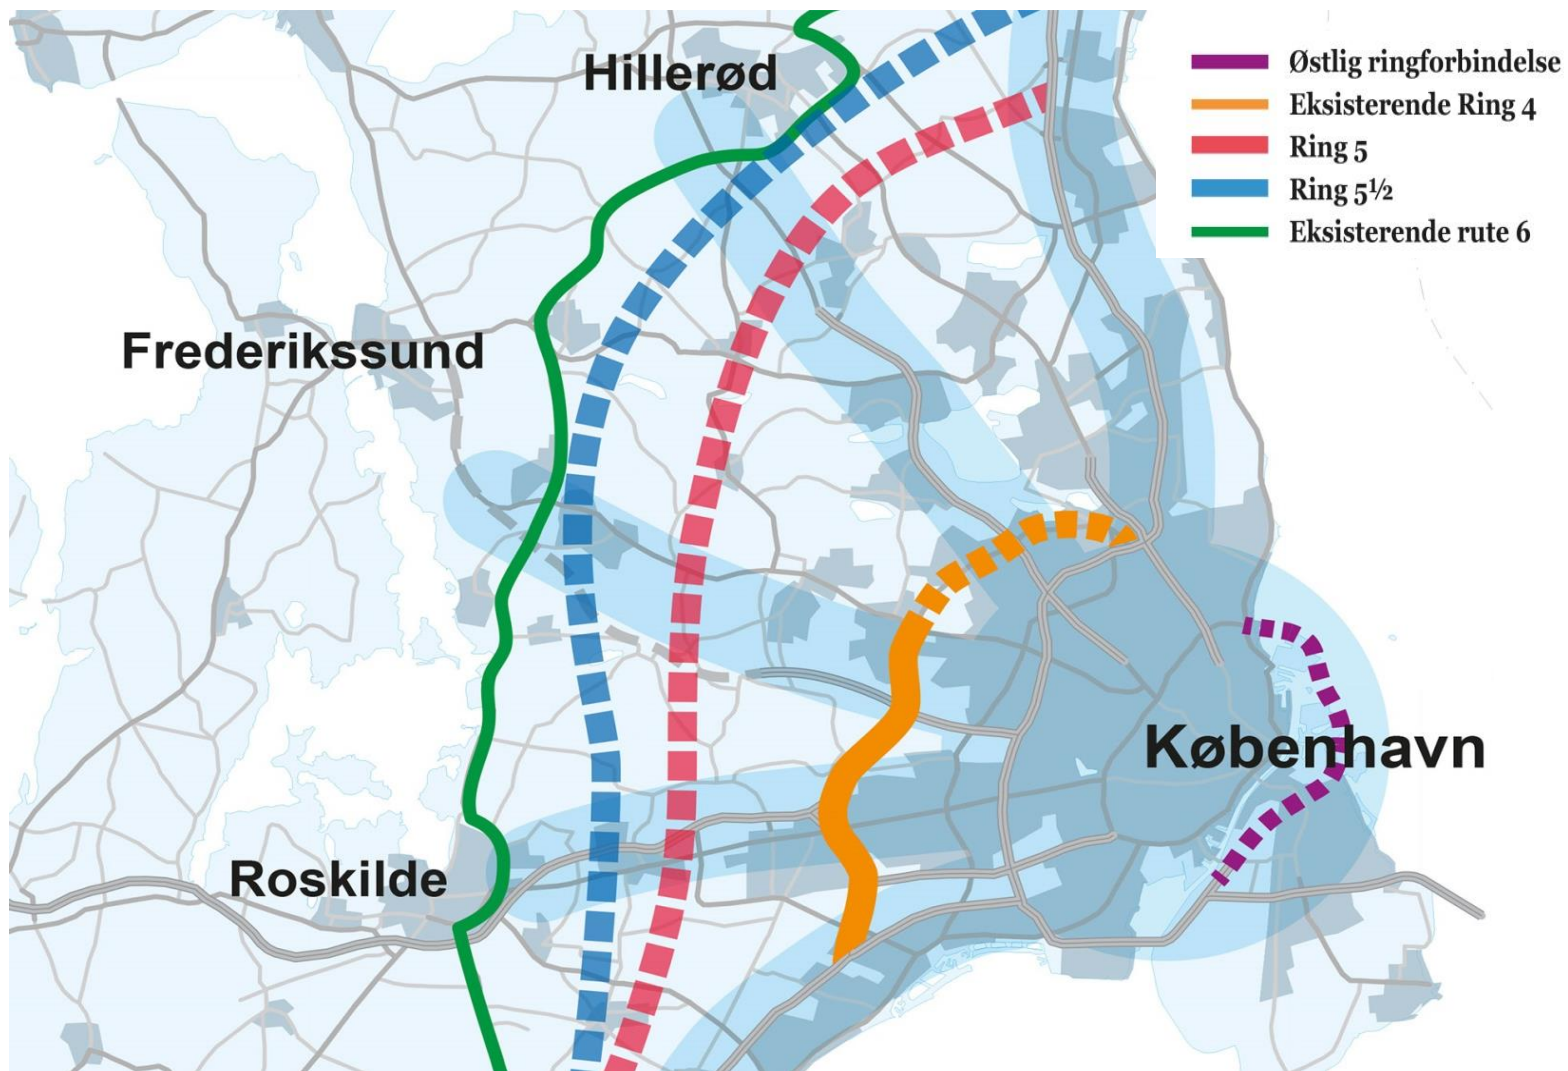 Hillerød
Østlig ringforbindelse
Eksisterende Ring 4
Ring 5
Ring 5½
Eksisterende rute 6
Frederikssund
København
Roskilde